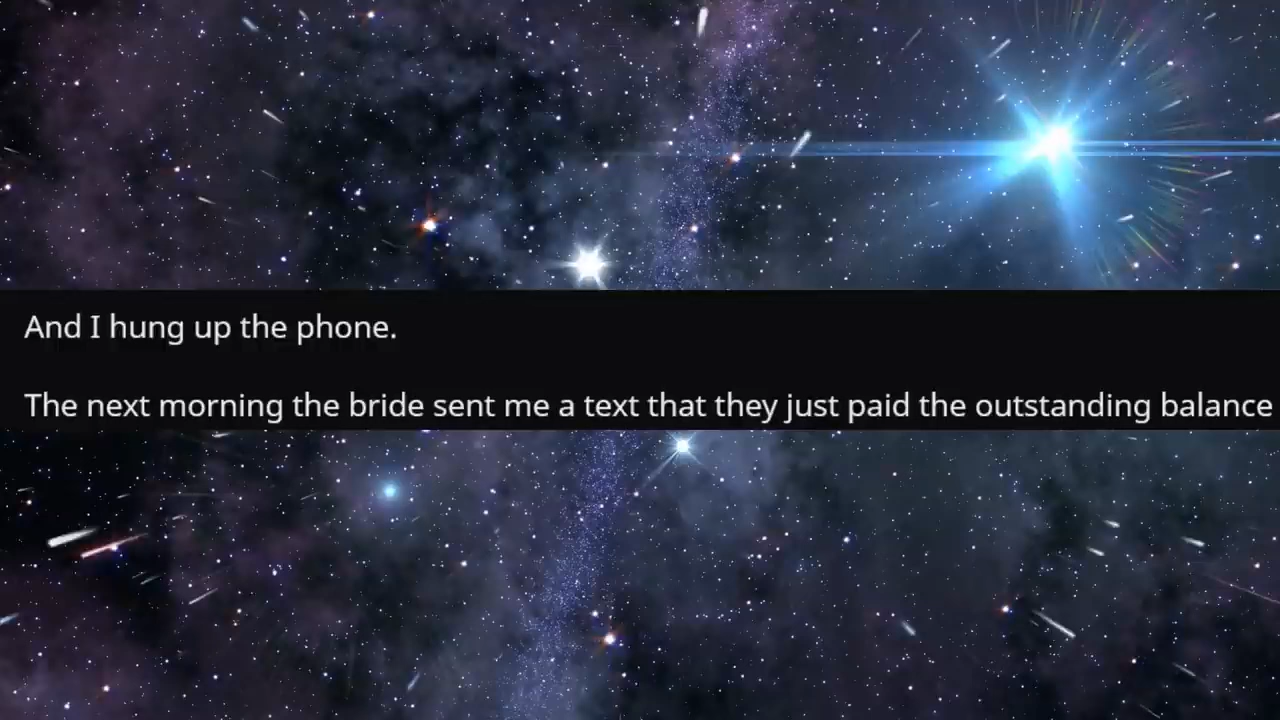 And I hung up the phone.
The next morning the bride sent me a text that they just paid the outstanding balance